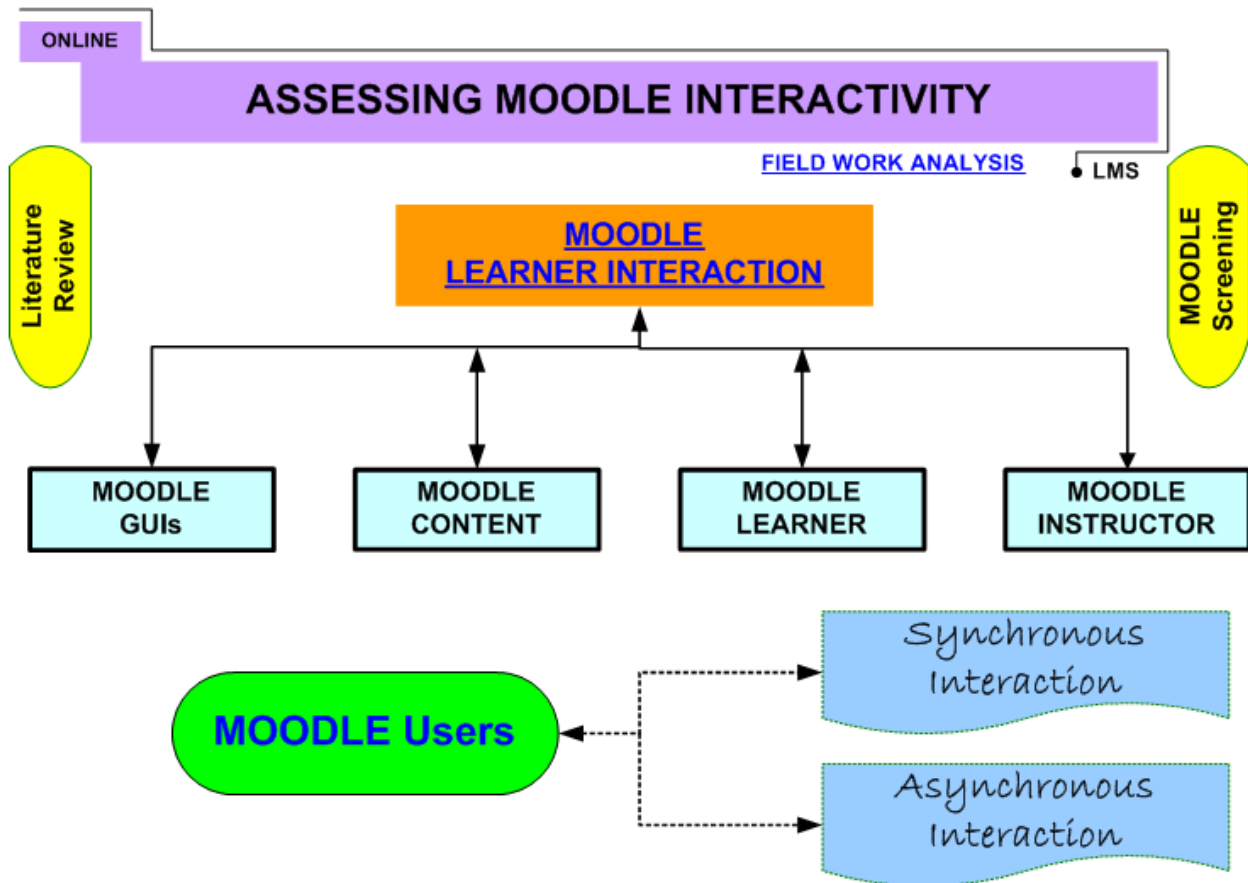 ONLINE
ASSESSING MOODLE INTERACTIVITY
FIELD WORK ANALYSIS
LMS
Literature
Review
MOODLE
Screening
MOODLE
LEARNER INTERACTION
MOODLE
GUIs
MOODLE
CONTENT
MOODLE
LEARNER
MOODLE
INSTRUCTOR
MOODLE Users
Synchronous
Interaction
Asynchronous
Interaction